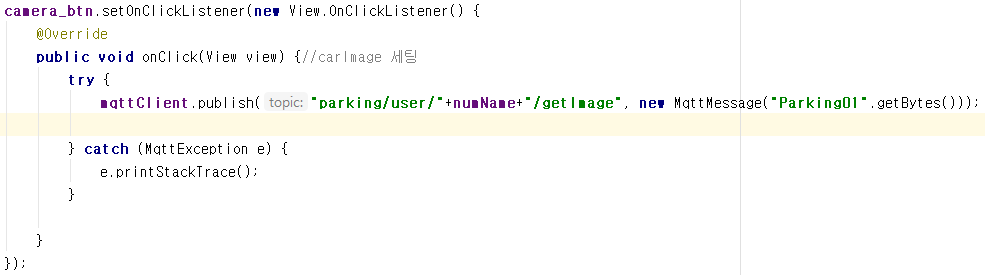 camera_btn.setOnClickListener(new View.OnClickListener() {
@Override
public void onClick(View view) {//carImage 세팅
try {
mqttClient.publish( topic: "parking/user/"+numName+"/getImage", new MqttMessage("Parking01".getBytes()));
} catch (MqttException e) {
e.printStackTrace();
}
}
});